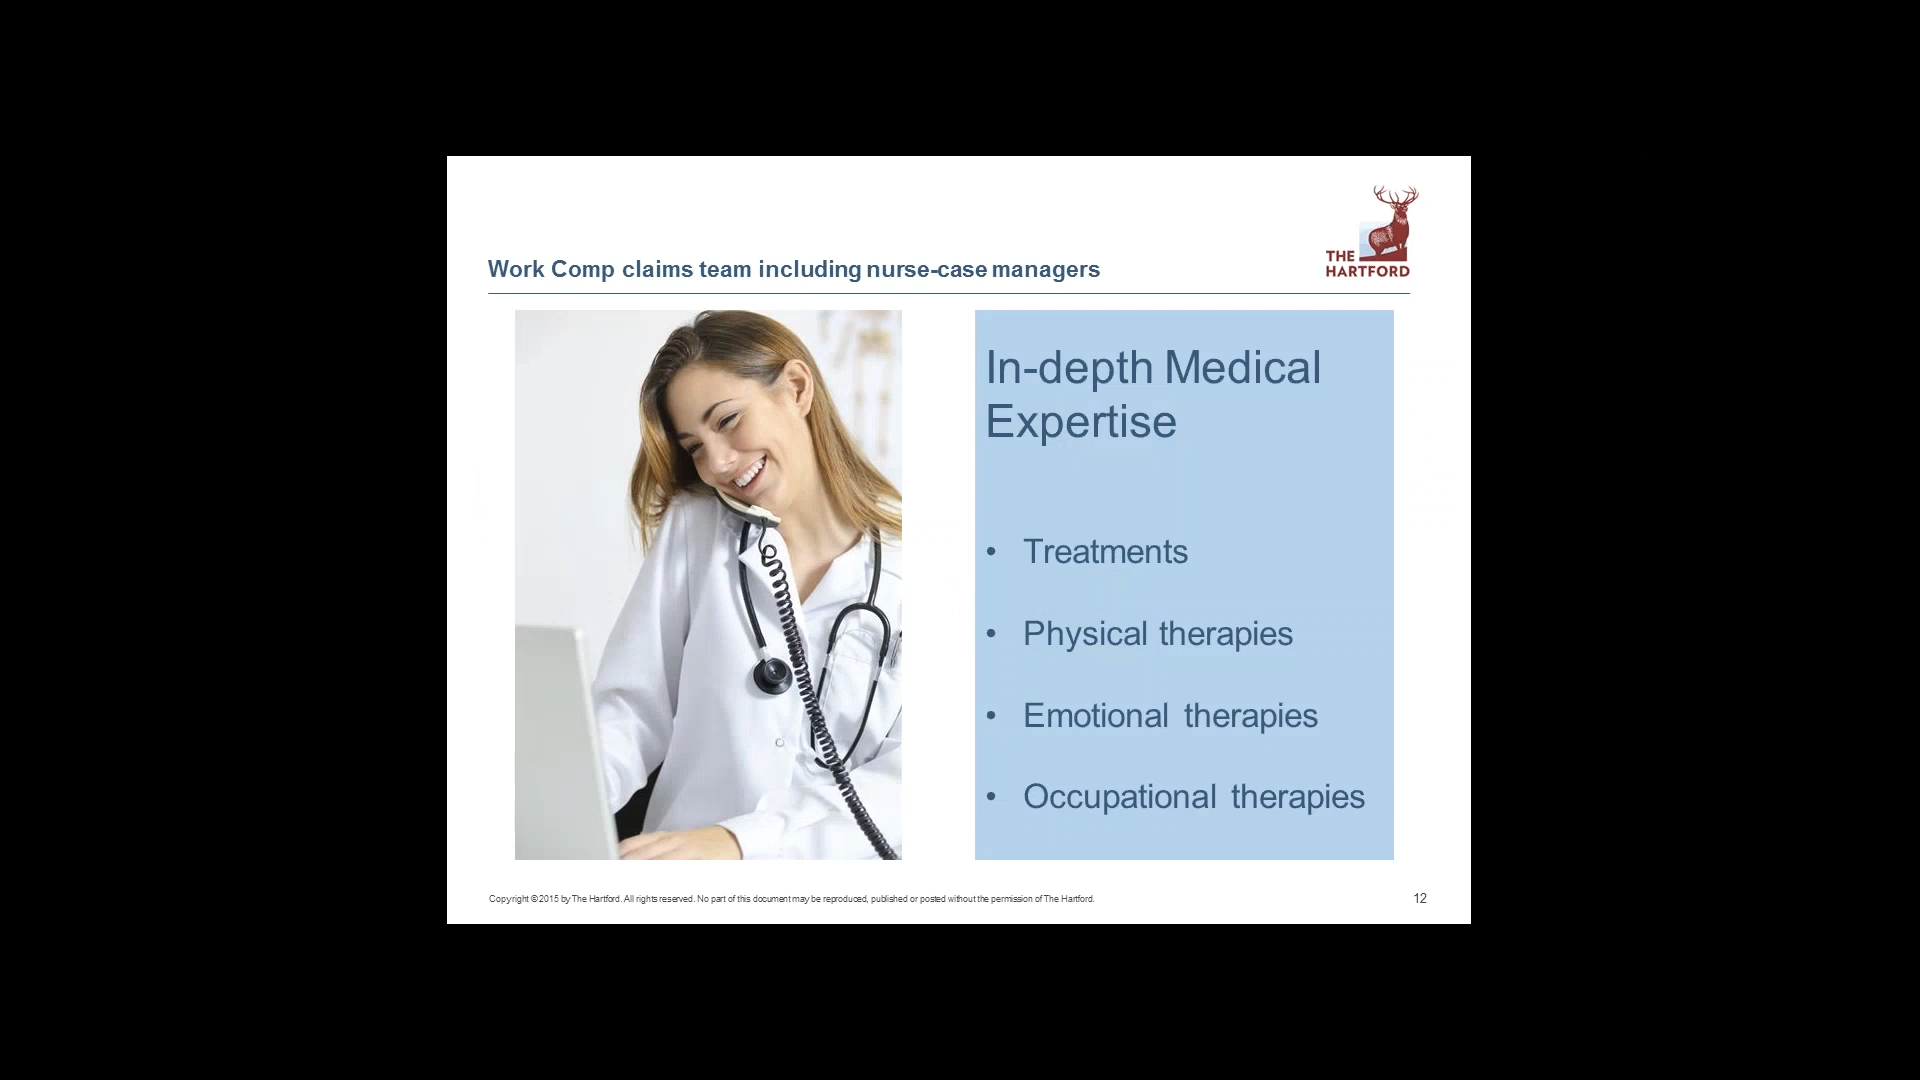 THE
HARTFORD
Work Comp claims team including nurse-case managers
In-depth Medical
Expertise
• Treatments
• Physical therapies
• Emotional therapies
• Occupational therapies
Copyright © 2015 by The Hartford. All rights reserved. No part of this document may be reproduced, published or posted without the permission of The Hartford.
12